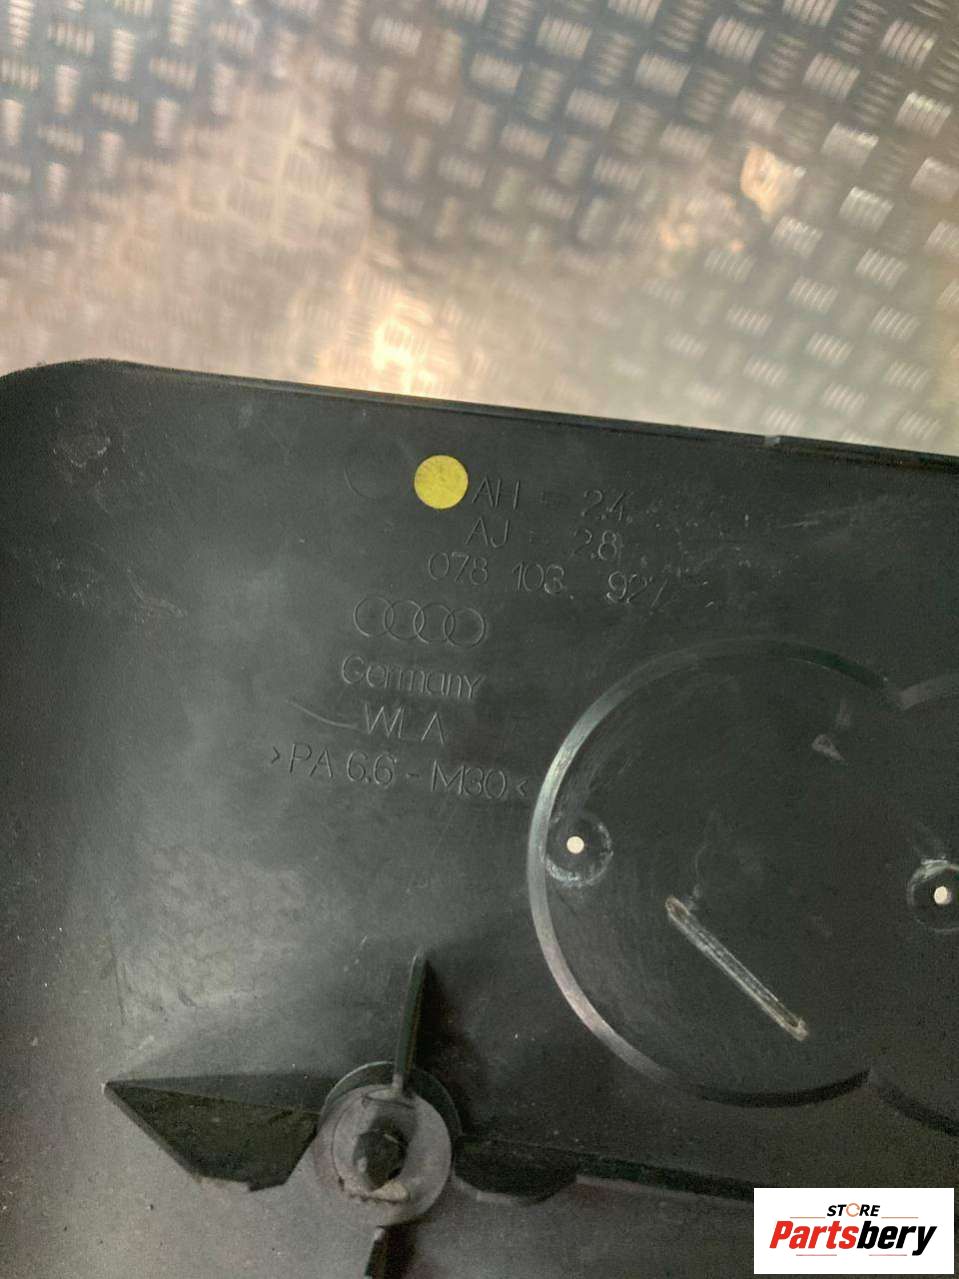 AH = 2.4
AJ = 2.8
078 103 927
Germany
WLA
>PA 6.6 - M30<
STORE
Partsbery